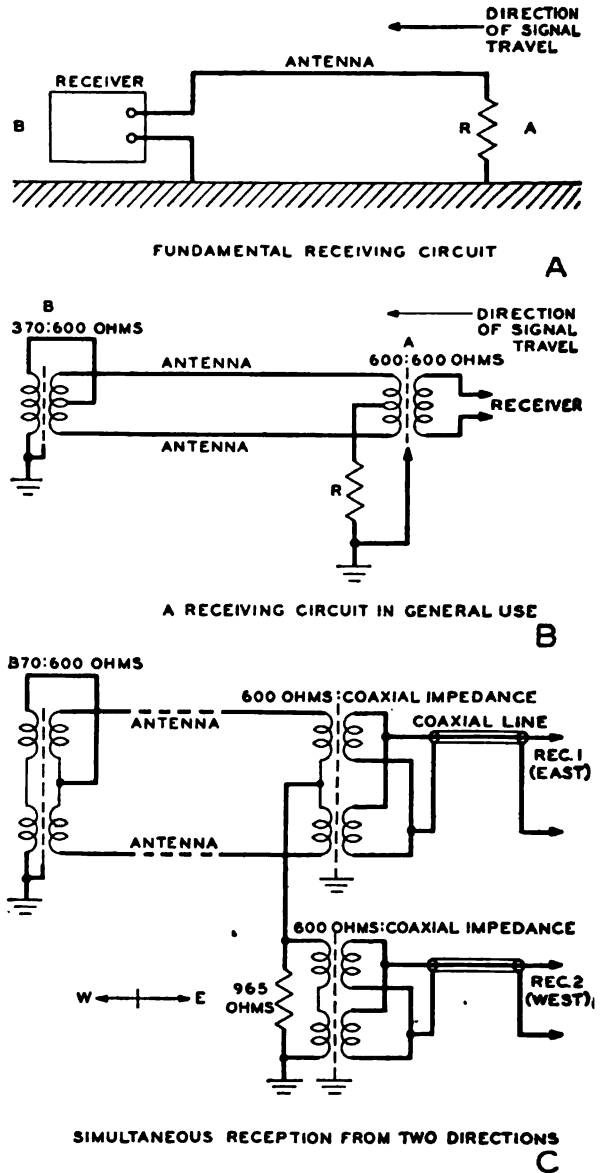 DIRECTION
OF SIGNAL
TRAVEL
ANTENNA
RECEIVER
B
R
A
FUNDAMENTAL RECEIVING CIRCUIT
A
B
370:600 OHMS
DIRECTION
OF SIGNAL
TRAVEL
A
600:600 OHMS
ANTENNA
RECEIVER
ANTENNA
R
A RECEIVING CIRCUIT IN GENERAL USE
B
370:600 OHMS
600 OHMS:COAXIAL IMPEDANCE
ANTENNA
COAXIAL LINE
REC.1
(EAST)
ANTENNA
600 OHMS:COAXIAL IMPEDANCE
W
E
965
OHMS
REC.2
(WEST)
SIMULTANEOUS RECEPTION FROM TWO DIRECTIONS
C